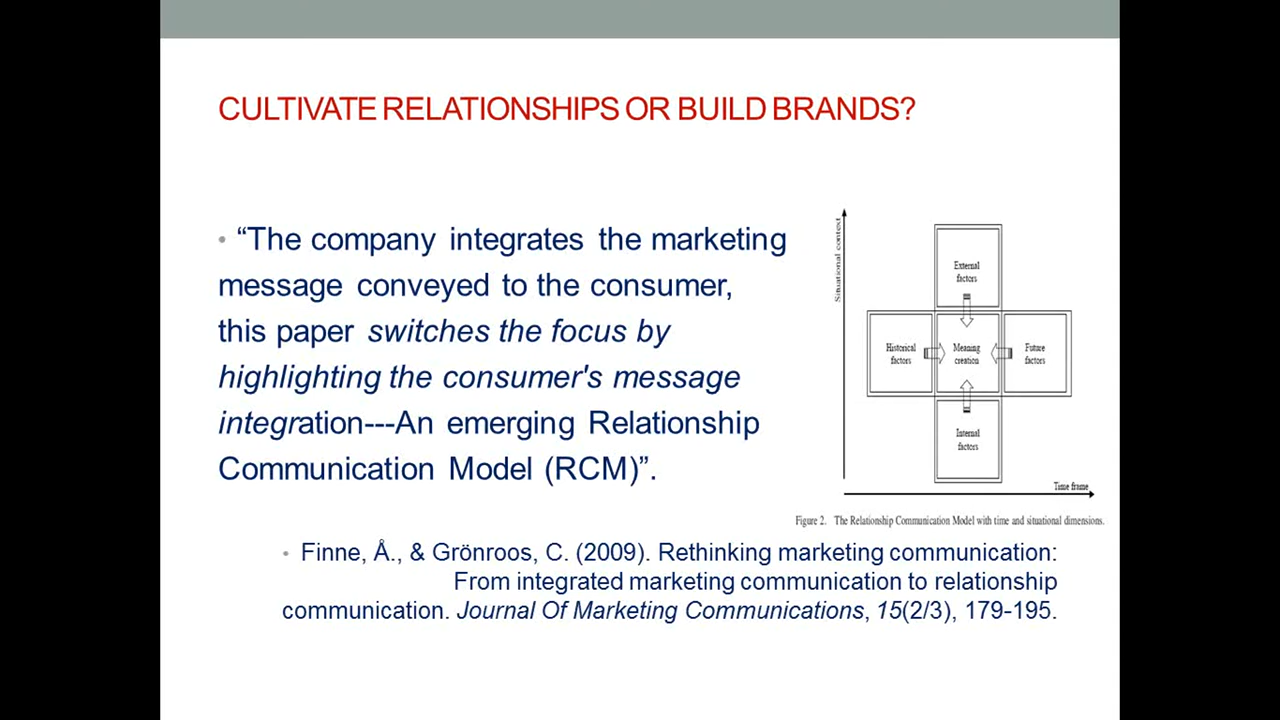 CULTIVATE RELATIONSHIPS OR BUILD BRANDS?
• “The company integrates the marketing
message conveyed to the consumer,
this paper switches the focus by
highlighting the consumer's message
integration---An emerging Relationship
Communication Model (RCM)”.
Situational context
External
factors
Historical
factors
Meaning
creation
Future
factors
Internal
factors
Time frame
Figure 2. The Relationship Communication Model with time and situational dimensions.
• Finne, Å., & Grönroos, C. (2009). Rethinking marketing communication:
From integrated marketing communication to relationship
communication. Journal Of Marketing Communications, 15(2/3), 179-195.